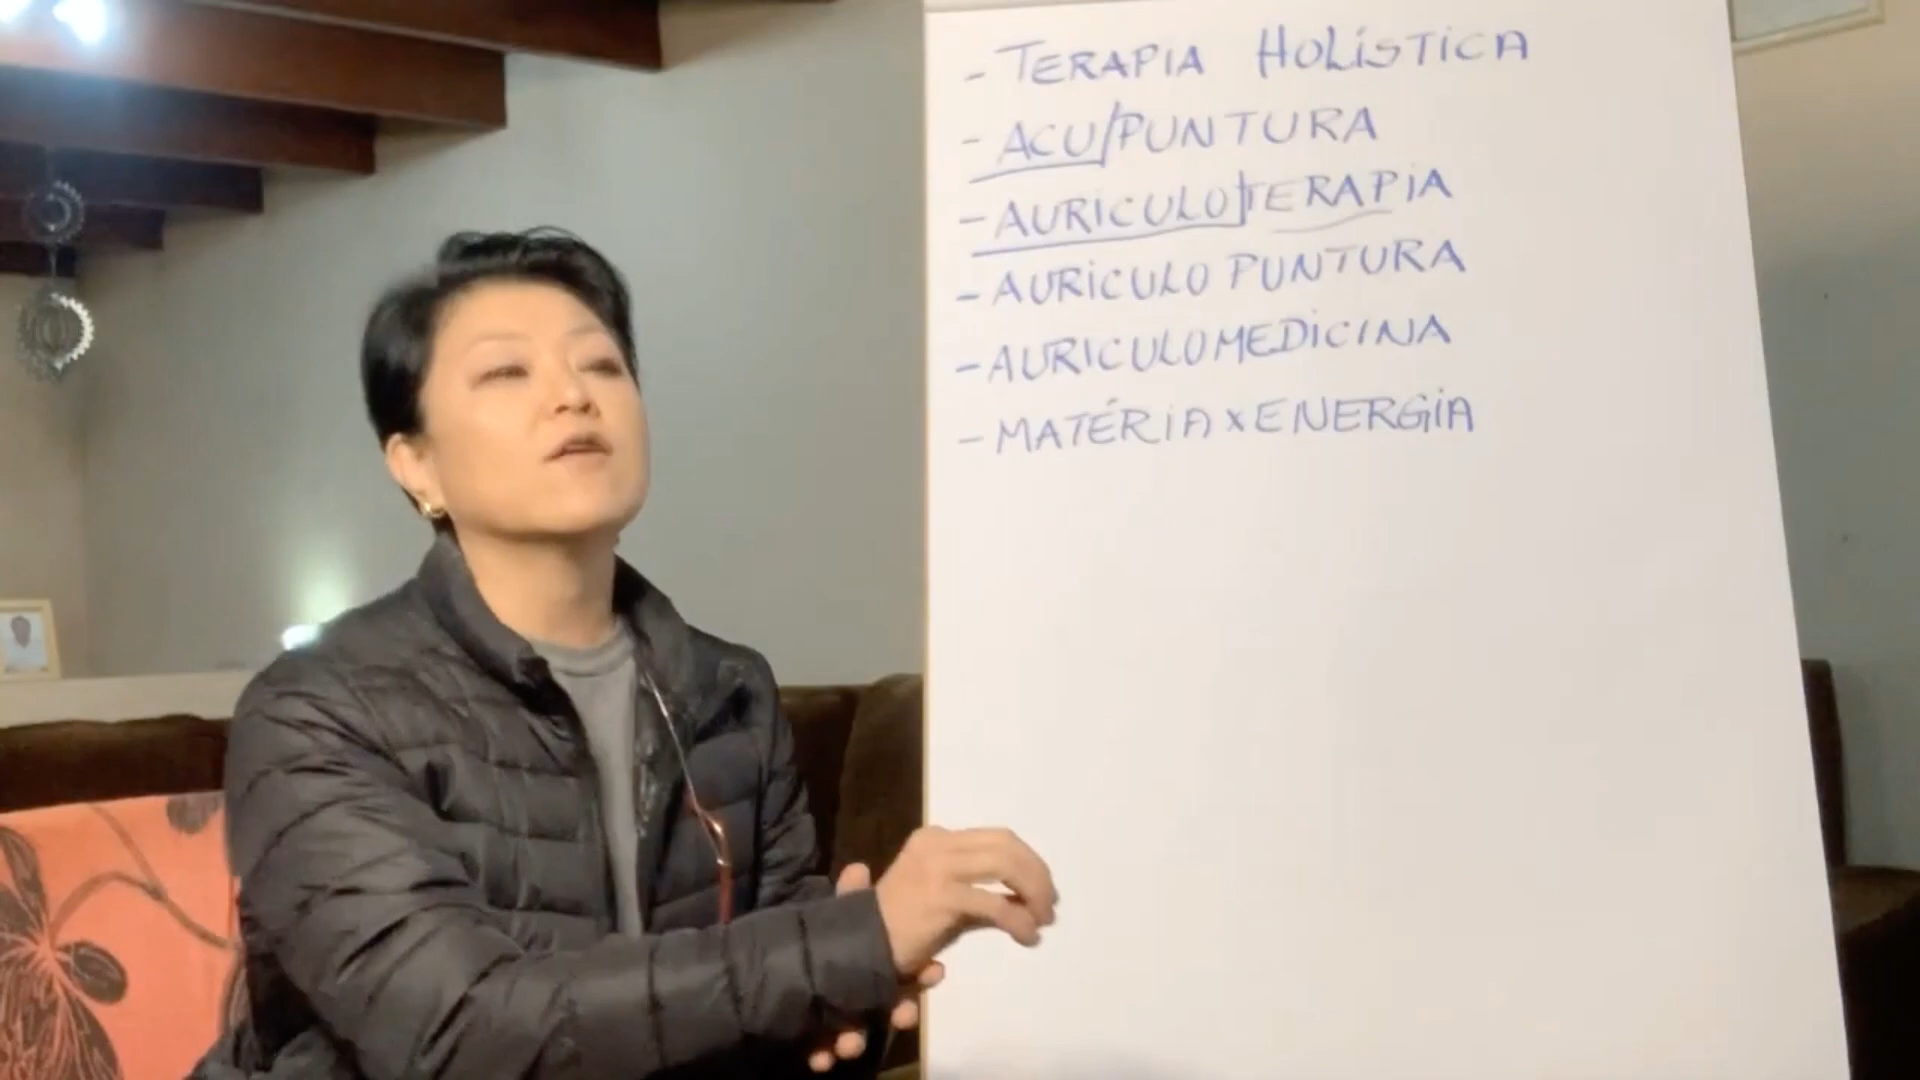 - TERAPIA HOLÍSTICA
- ACU/PUNTURA
- AURICULO|TERAPIA
- AURICULO PUNTURA
- AURICULOMEDICINA
- MATÉRIA x ENERGIA